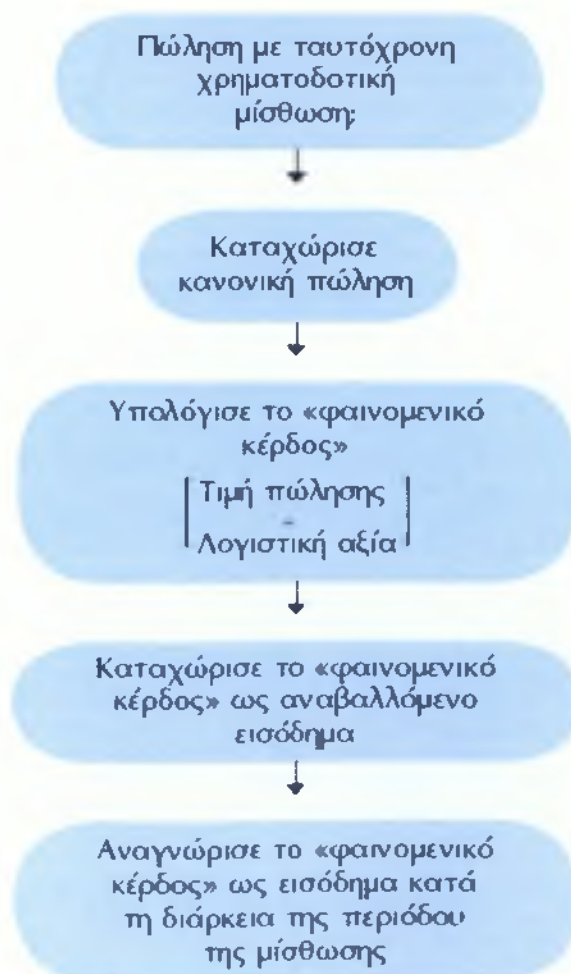 Πώληση με ταυτόχρονη
χρηματοδοτική
μίσθωση;
Καταχώρισε
κανονική πώληση
Υπολόγισε το «φαινομενικό
κέρδος»
Τιμή πώλησης
-
Λογιστική αξία
Καταχώρισε το «φαινομενικό
κέρδος» ως αναβαλλόμενο
εισόδημα
Αναγνώρισε το «φαινομενικό
κέρδος» ως εισόδημα κατά
τη διάρκεια της περιόδου
της μίσθωσης